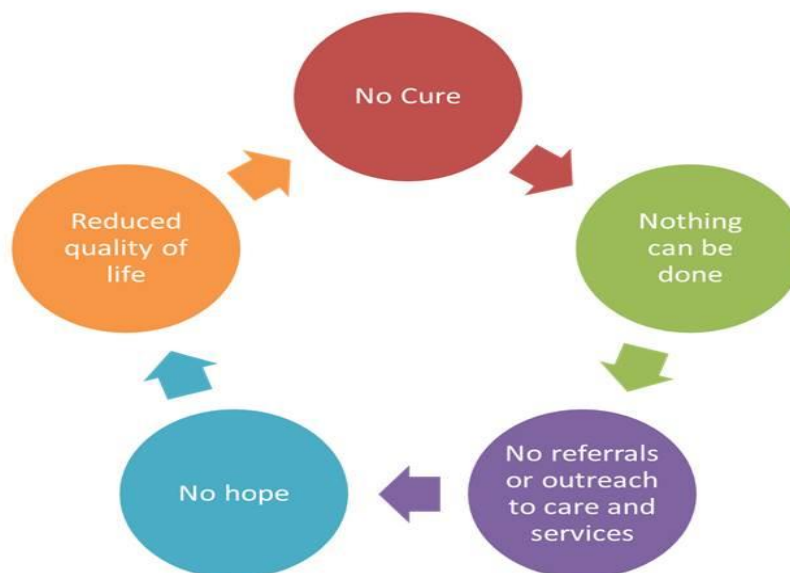 No Cure
Nothing
can be
done
No referrals
or outreach
to care and
services
No hope
Reduced
quality of
life